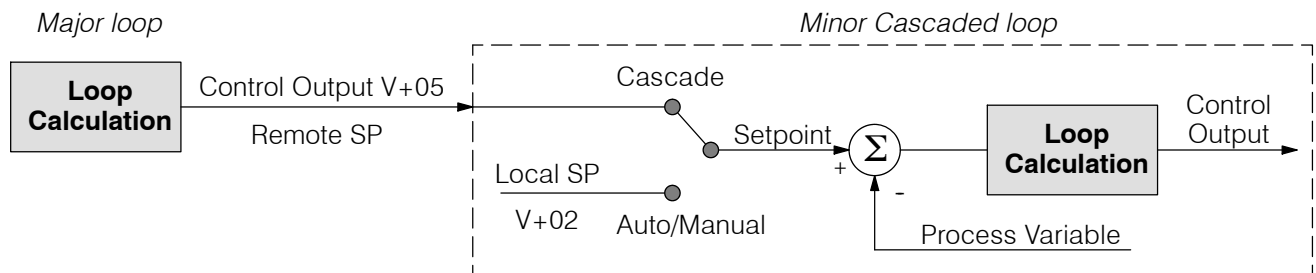 Major loop
Minor Cascaded loop
Loop
Calculation
Control Output V+05
Remote SP
Cascade
Local SP
V+02
Auto/Manual
Setpoint
+
Σ
-
Process Variable
Loop
Calculation
Control
Output